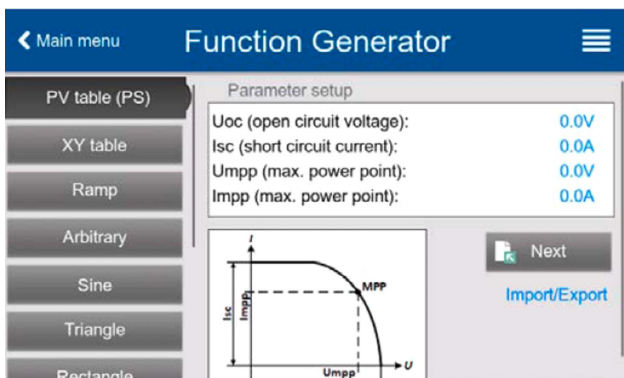 Main menu
Function Generator
PV table (PS)
XY table
Ramp
Arbitrary
Sine
Triangle
Rectangle
Parameter setup
Uoc (open circuit voltage): 0.0V
Isc (short circuit current): 0.0A
Umpp (max. power point): 0.0V
Impp (max. power point): 0.0A
I
Isc
Impp
MPP
Umpp
U
Next
Import/Export